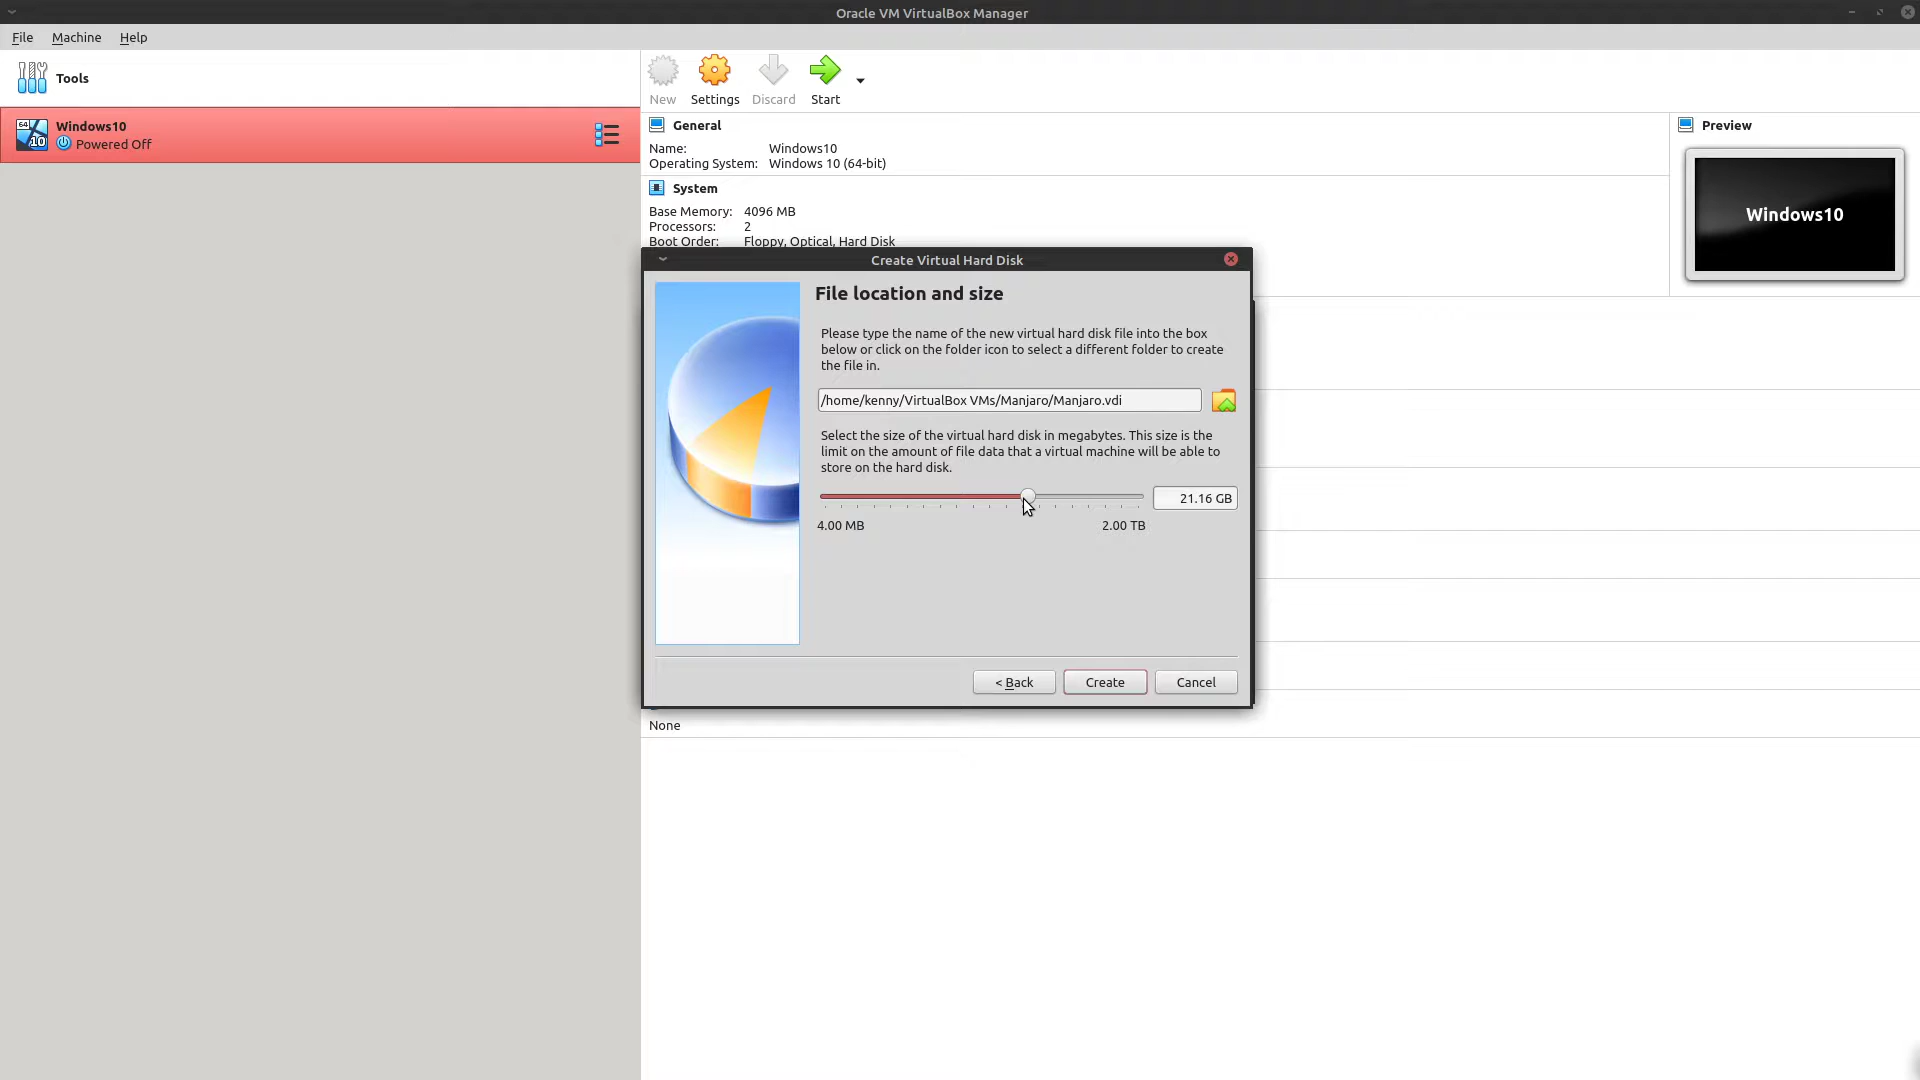 Oracle VM VirtualBox Manager
File Machine Help
Tools
New Settings Discard Start
64
10
Windows10
Powered Off
General
Name: Windows10
Operating System: Windows 10 (64-bit)
System
Base Memory: 4096 MB
Processors: 2
Boot Order: Floppy, Optical, Hard Disk
Preview
Windows10
Create Virtual Hard Disk
File location and size
Please type the name of the new virtual hard disk file into the box
below or click on the folder icon to select a different folder to create
the file in.
/home/kenny/VirtualBox VMs/Manjaro/Manjaro.vdi
Select the size of the virtual hard disk in megabytes. This size is the
limit on the amount of file data that a virtual machine will be able to
store on the hard disk.
21.16 GB
4.00 MB 2.00 TB
< Back Create Cancel
None